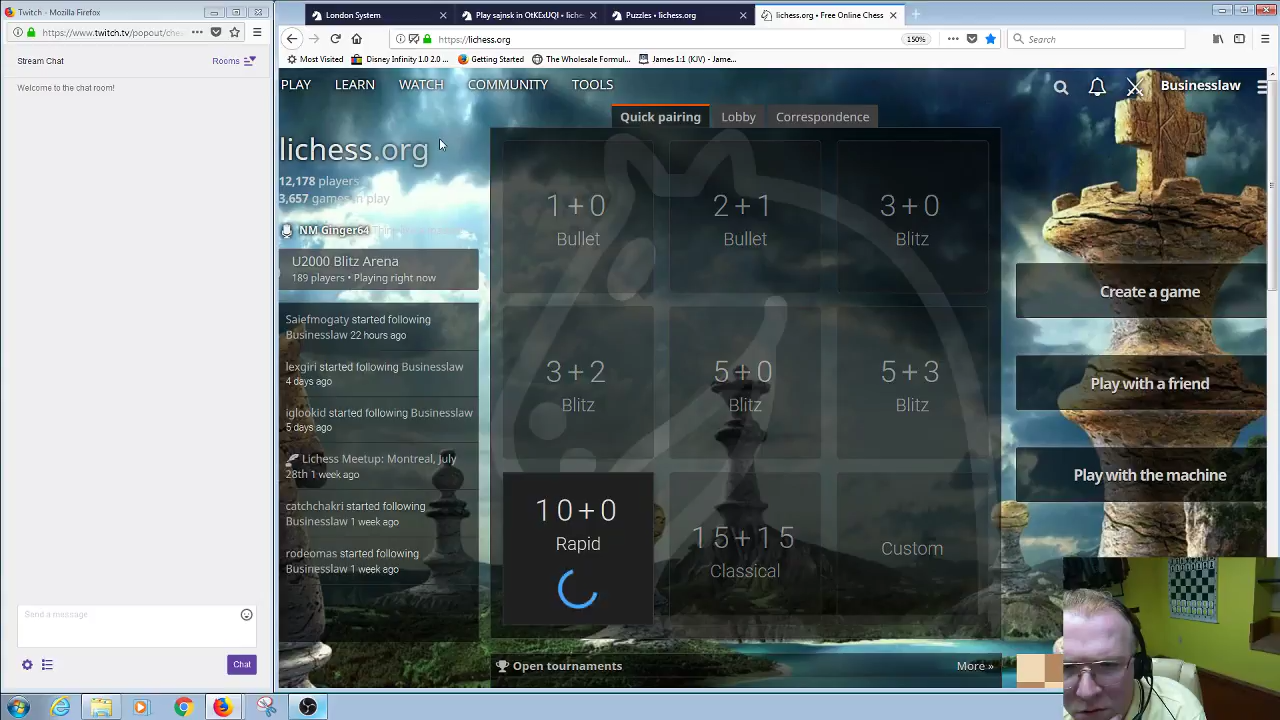 Twitch - Mozilla Firefox
https://www.twitch.tv/popout/che
Stream Chat
Rooms
Welcome to the chat room!
Send a message
Chat
London System
Play sajnsk in OtKExUQI • liche
Puzzles • lichess.org
lichess.org • Free Online Chess
https://lichess.org
150%
Search
Most Visited
Disney Infinity 1.0 2.0 ...
Getting Started
The Wholesale Formul...
James 1:1 (KJV) - Jame...
PLAY
LEARN
WATCH
COMMUNITY
TOOLS
Businesslaw
Quick pairing
Lobby
Correspondence
lichess.org
12,178 players
3,657 games in play
NM Ginger64
U2000 Blitz Arena
189 players • Playing right now
Saiefmogaty started following
Businesslaw 22 hours ago
lexgiri started following Businesslaw
4 days ago
iglookid started following Businesslaw
5 days ago
Lichess Meetup: Montreal, July
28th 1 week ago
catchchakri started following
Businesslaw 1 week ago
rodeomas started following
Businesslaw 1 week ago
1+0
Bullet
2+1
Bullet
3+0
Blitz
3+2
Blitz
5+0
Blitz
5+3
Blitz
10+0
Rapid
15+15
Classical
Custom
Create a game
Play with a friend
Play with the machine
Open tournaments
More »